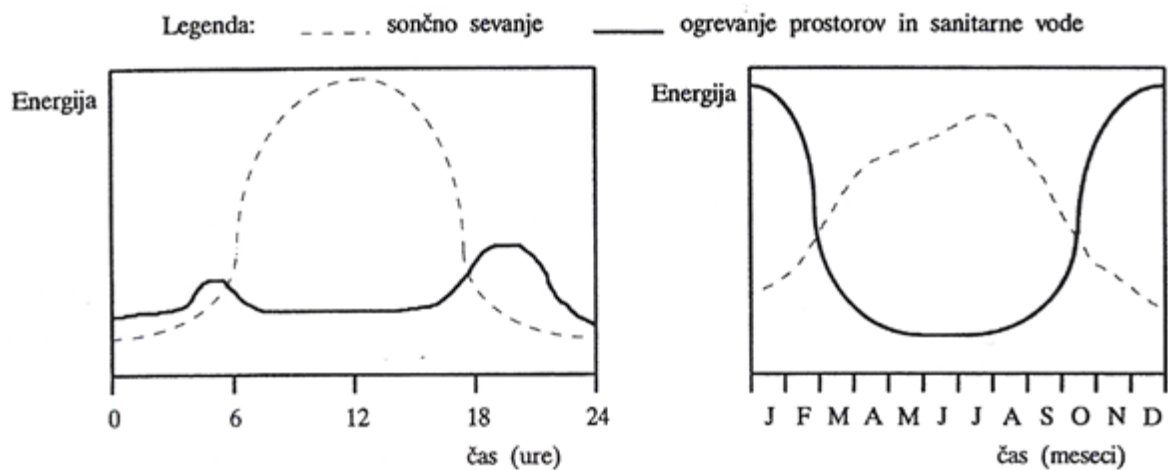 Legenda: sončno sevanje ogrevanje prostorov in sanitarne vode
Energija
0 6 12 18 24
čas (ure)
Energija
J F M A M J J A S O N D
čas (meseci)